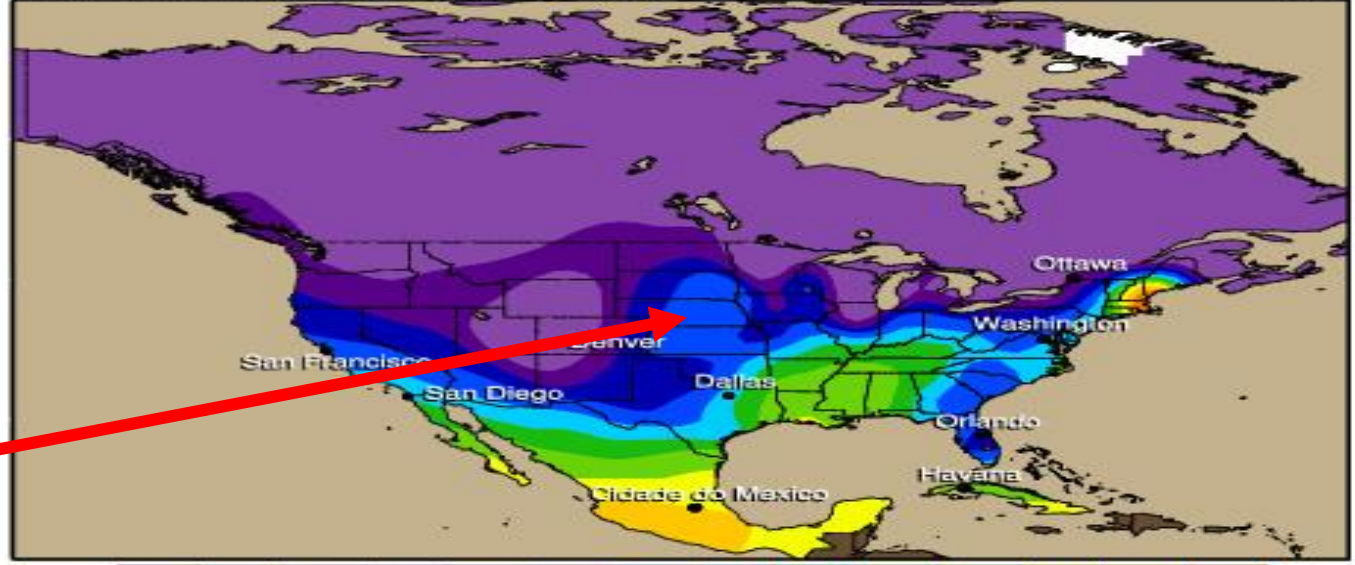 Ottawa
Washington
Denver
San Francisco
San Diego
Dallas
Orlando
Havana
Cidade do Mexico